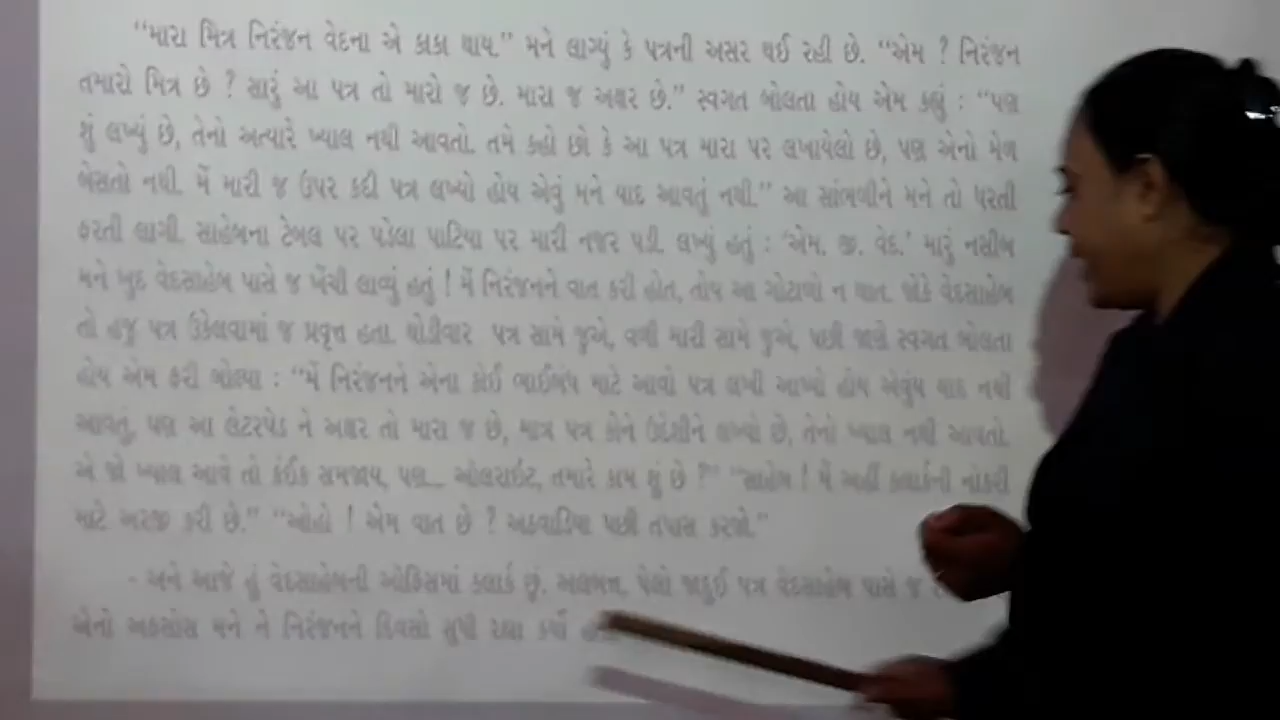 “મારા મિત્ર નિરંજન વેદના એ કાકા થાય.” મને લાગ્યું કે પત્રની અસર થઈ રહી છે. “એમ ? નિરંજન
તમારો મિત્ર છે ? સારું આ પત્ર તો મારો જ છે. મારા જ અક્ષર છે.” સ્વગત બોલતા હોય એમ કહ્યું : “પણ
શું લખ્યું છે, તેનો અત્યારે ખ્યાલ નથી આવતો. તમે કહો છો કે આ પત્ર મારા પર લખાયેલો છે, પણ એનો મેળ
બેસતો નથી. મેં મારી જ ઉપર કદી પત્ર લખ્યો હોય એવું મને યાદ આવતું નથી.” આ સાંભળીને મને તો ધરતી
ફરતી લાગી. સાહેબના ટેબલ પર પડેલા પાટિયા પર મારી નજર પડી. લખ્યું હતું : ‘એમ. જી. વેદ.’ મારું નસીબ
મને ખુદ વેદસાહેબ પાસે જ ખેંચી લાવ્યું હતું ! મેં નિરંજનને વાત કરી હોત, તોય આ ગોટાળો ન થાત. જોકે વેદસાહેબ
તો હજુ પત્ર ઉકેલવામાં જ પ્રવૃત્ત હતા. થોડીવાર પત્ર સામે જુએ, વળી મારી સામે જુએ, પછી જાણે સ્વગત બોલતા
હોય એમ ફરી બોલ્યા : “મેં નિરંજનને એના કોઈ ભાઈબંધ માટે આવો પત્ર લખી આપ્યો હોય એવુંય યાદ નથી
આવતું, પણ આ લેટરપેડ ને અક્ષર તો મારા જ છે, માત્ર પત્ર કોને ઉદ્દેશીને લખ્યો છે, તેનો ખ્યાલ નથી આવતો.
એ જો ખ્યાલ આવે તો કંઈક સમજાય, પણ... ઓલરાઈટ, તમારે કામ શું છે ?” “સાહેબ ! મેં અહીં ક્લાર્કની નોકરી
માટે અરજી કરી છે.” “ઓહો ! એમ વાત છે ? અઠવાડિયા પછી તપાસ કરજો.”
- અને આજે હું વેદસાહેબની ઓફિસમાં ક્લાર્ક છું. અલબત્ત, પેલો જાદુઈ પત્ર વેદસાહેબ પાસે જ
એનો અફસોસ મને ને નિરંજનને દિવસો સુધી રહ્યા કર્યો